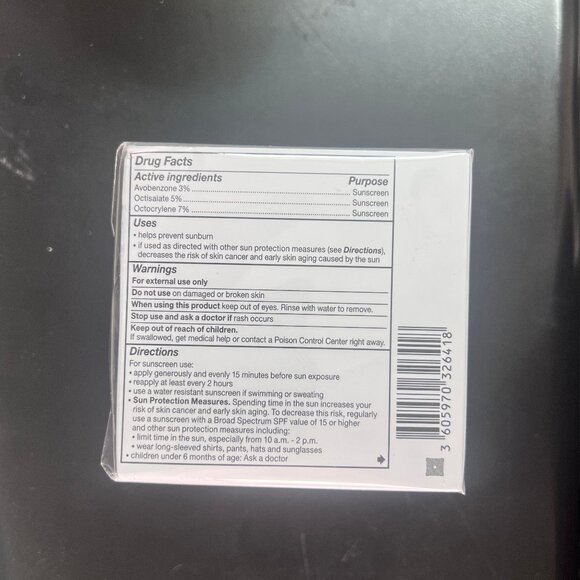 Drug Facts
Active ingredients Purpose
Avobenzone 3% Sunscreen
Octisalate 5% Sunscreen
Octocrylene 7% Sunscreen
Uses
• helps prevent sunburn
• if used as directed with other sun protection measures (see Directions),
decreases the risk of skin cancer and early skin aging caused by the sun
Warnings
For external use only
Do not use on damaged or broken skin
When using this product keep out of eyes. Rinse with water to remove.
Stop use and ask a doctor if rash occurs
Keep out of reach of children.
If swallowed, get medical help or contact a Poison Control Center right away.
Directions
For sunscreen use:
• apply generously and evenly 15 minutes before sun exposure
• reapply at least every 2 hours
• use a water resistant sunscreen if swimming or sweating
• Sun Protection Measures. Spending time in the sun increases your
risk of skin cancer and early skin aging. To decrease this risk, regularly
use a sunscreen with a Broad Spectrum SPF value of 15 or higher
and other sun protection measures including:
• limit time in the sun, especially from 10 a.m. - 2 p.m.
• wear long-sleeved shirts, pants, hats and sunglasses
• children under 6 months of age: Ask a doctor
3 605970 326418